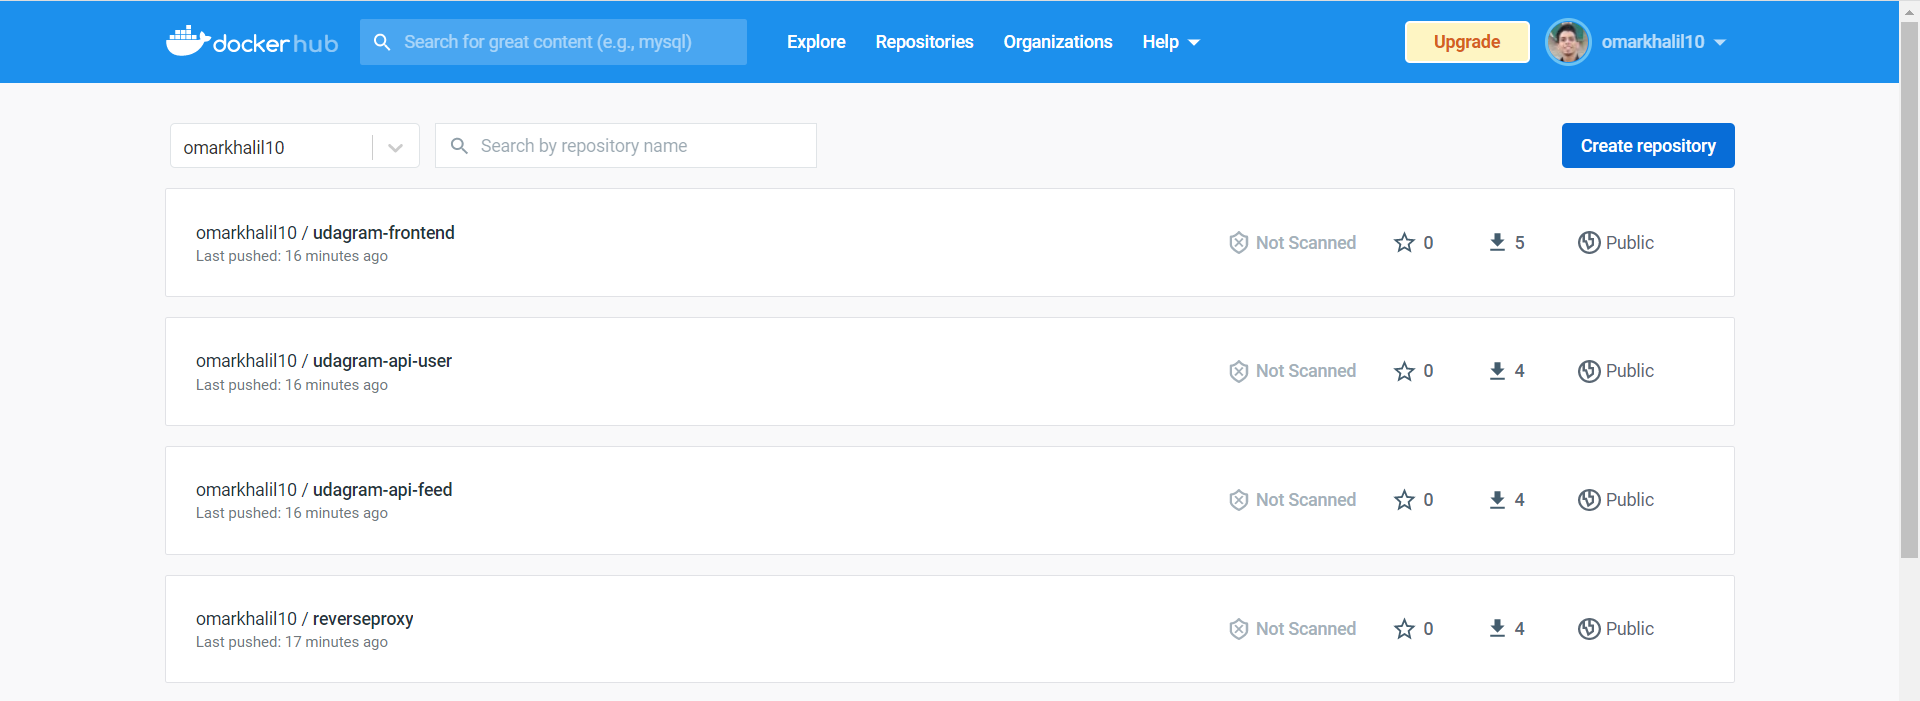 docker hub
Search for great content (e.g., mysql)
Explore
Repositories
Organizations
Help
Upgrade
omarkhalil10
omarkhalil10
Search by repository name
Create repository
omarkhalil10 / udagram-frontend
Last pushed: 16 minutes ago
Not Scanned
0
5
Public
omarkhalil10 / udagram-api-user
Last pushed: 16 minutes ago
Not Scanned
0
4
Public
omarkhalil10 / udagram-api-feed
Last pushed: 16 minutes ago
Not Scanned
0
4
Public
omarkhalil10 / reverseproxy
Last pushed: 17 minutes ago
Not Scanned
0
4
Public